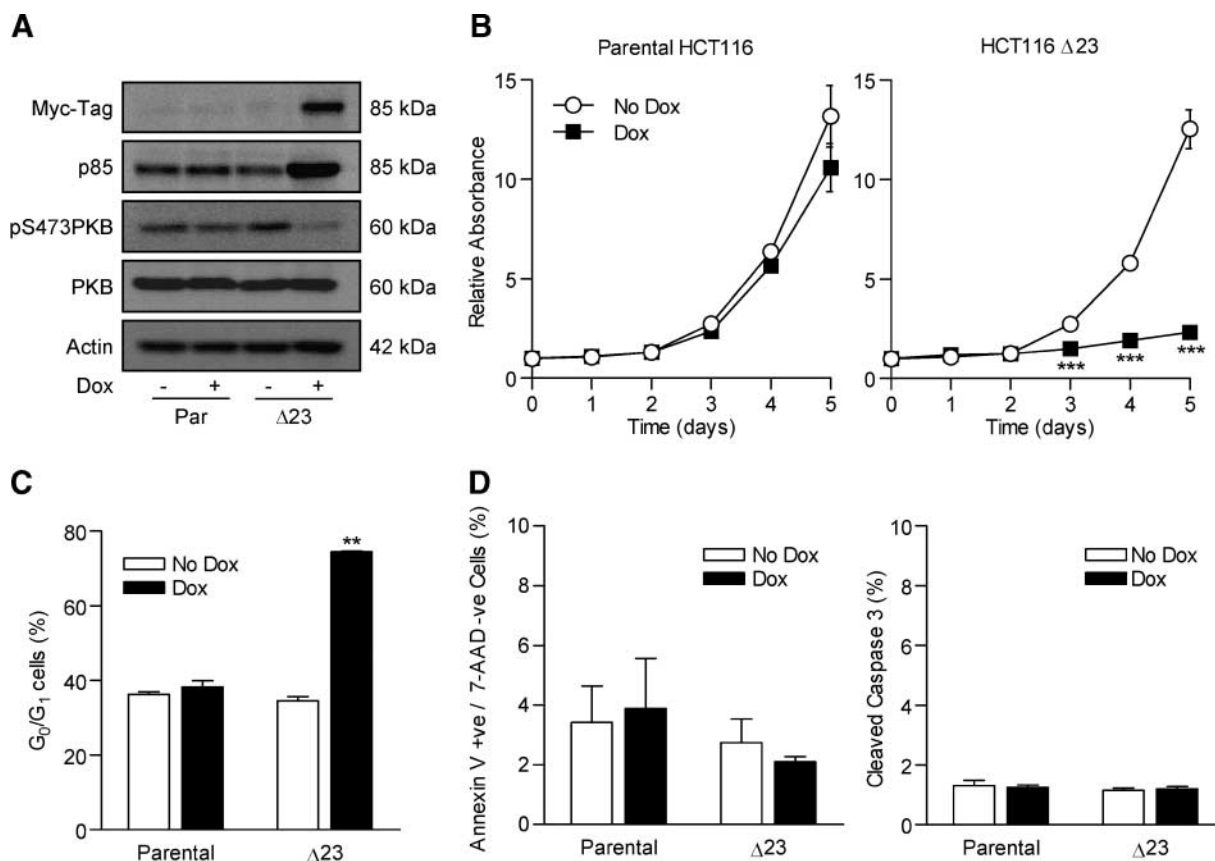 A
Myc-Tag 85 kDa
p85 85 kDa
pS473PKB 60 kDa
PKB 60 kDa
Actin 42 kDa
Dox - + - +
Par Δ23
B
Parental HCT116 HCT116 Δ23
No Dox
Dox
Relative Absorbance
15
10
5
0
0 1 2 3 4 5
Time (days)
15
10
5
0
*** *** ***
0 1 2 3 4 5
Time (days)
C
G0/G1 cells (%)
80
60
40
20
0
No Dox
Dox
**
Parental Δ23
D
Annexin V +ve / 7-AAD -ve Cells (%)
10
8
6
4
2
0
No Dox
Dox
Parental Δ23
Cleaved Caspase 3 (%)
10
8
6
4
2
0
No Dox
Dox
Parental Δ23